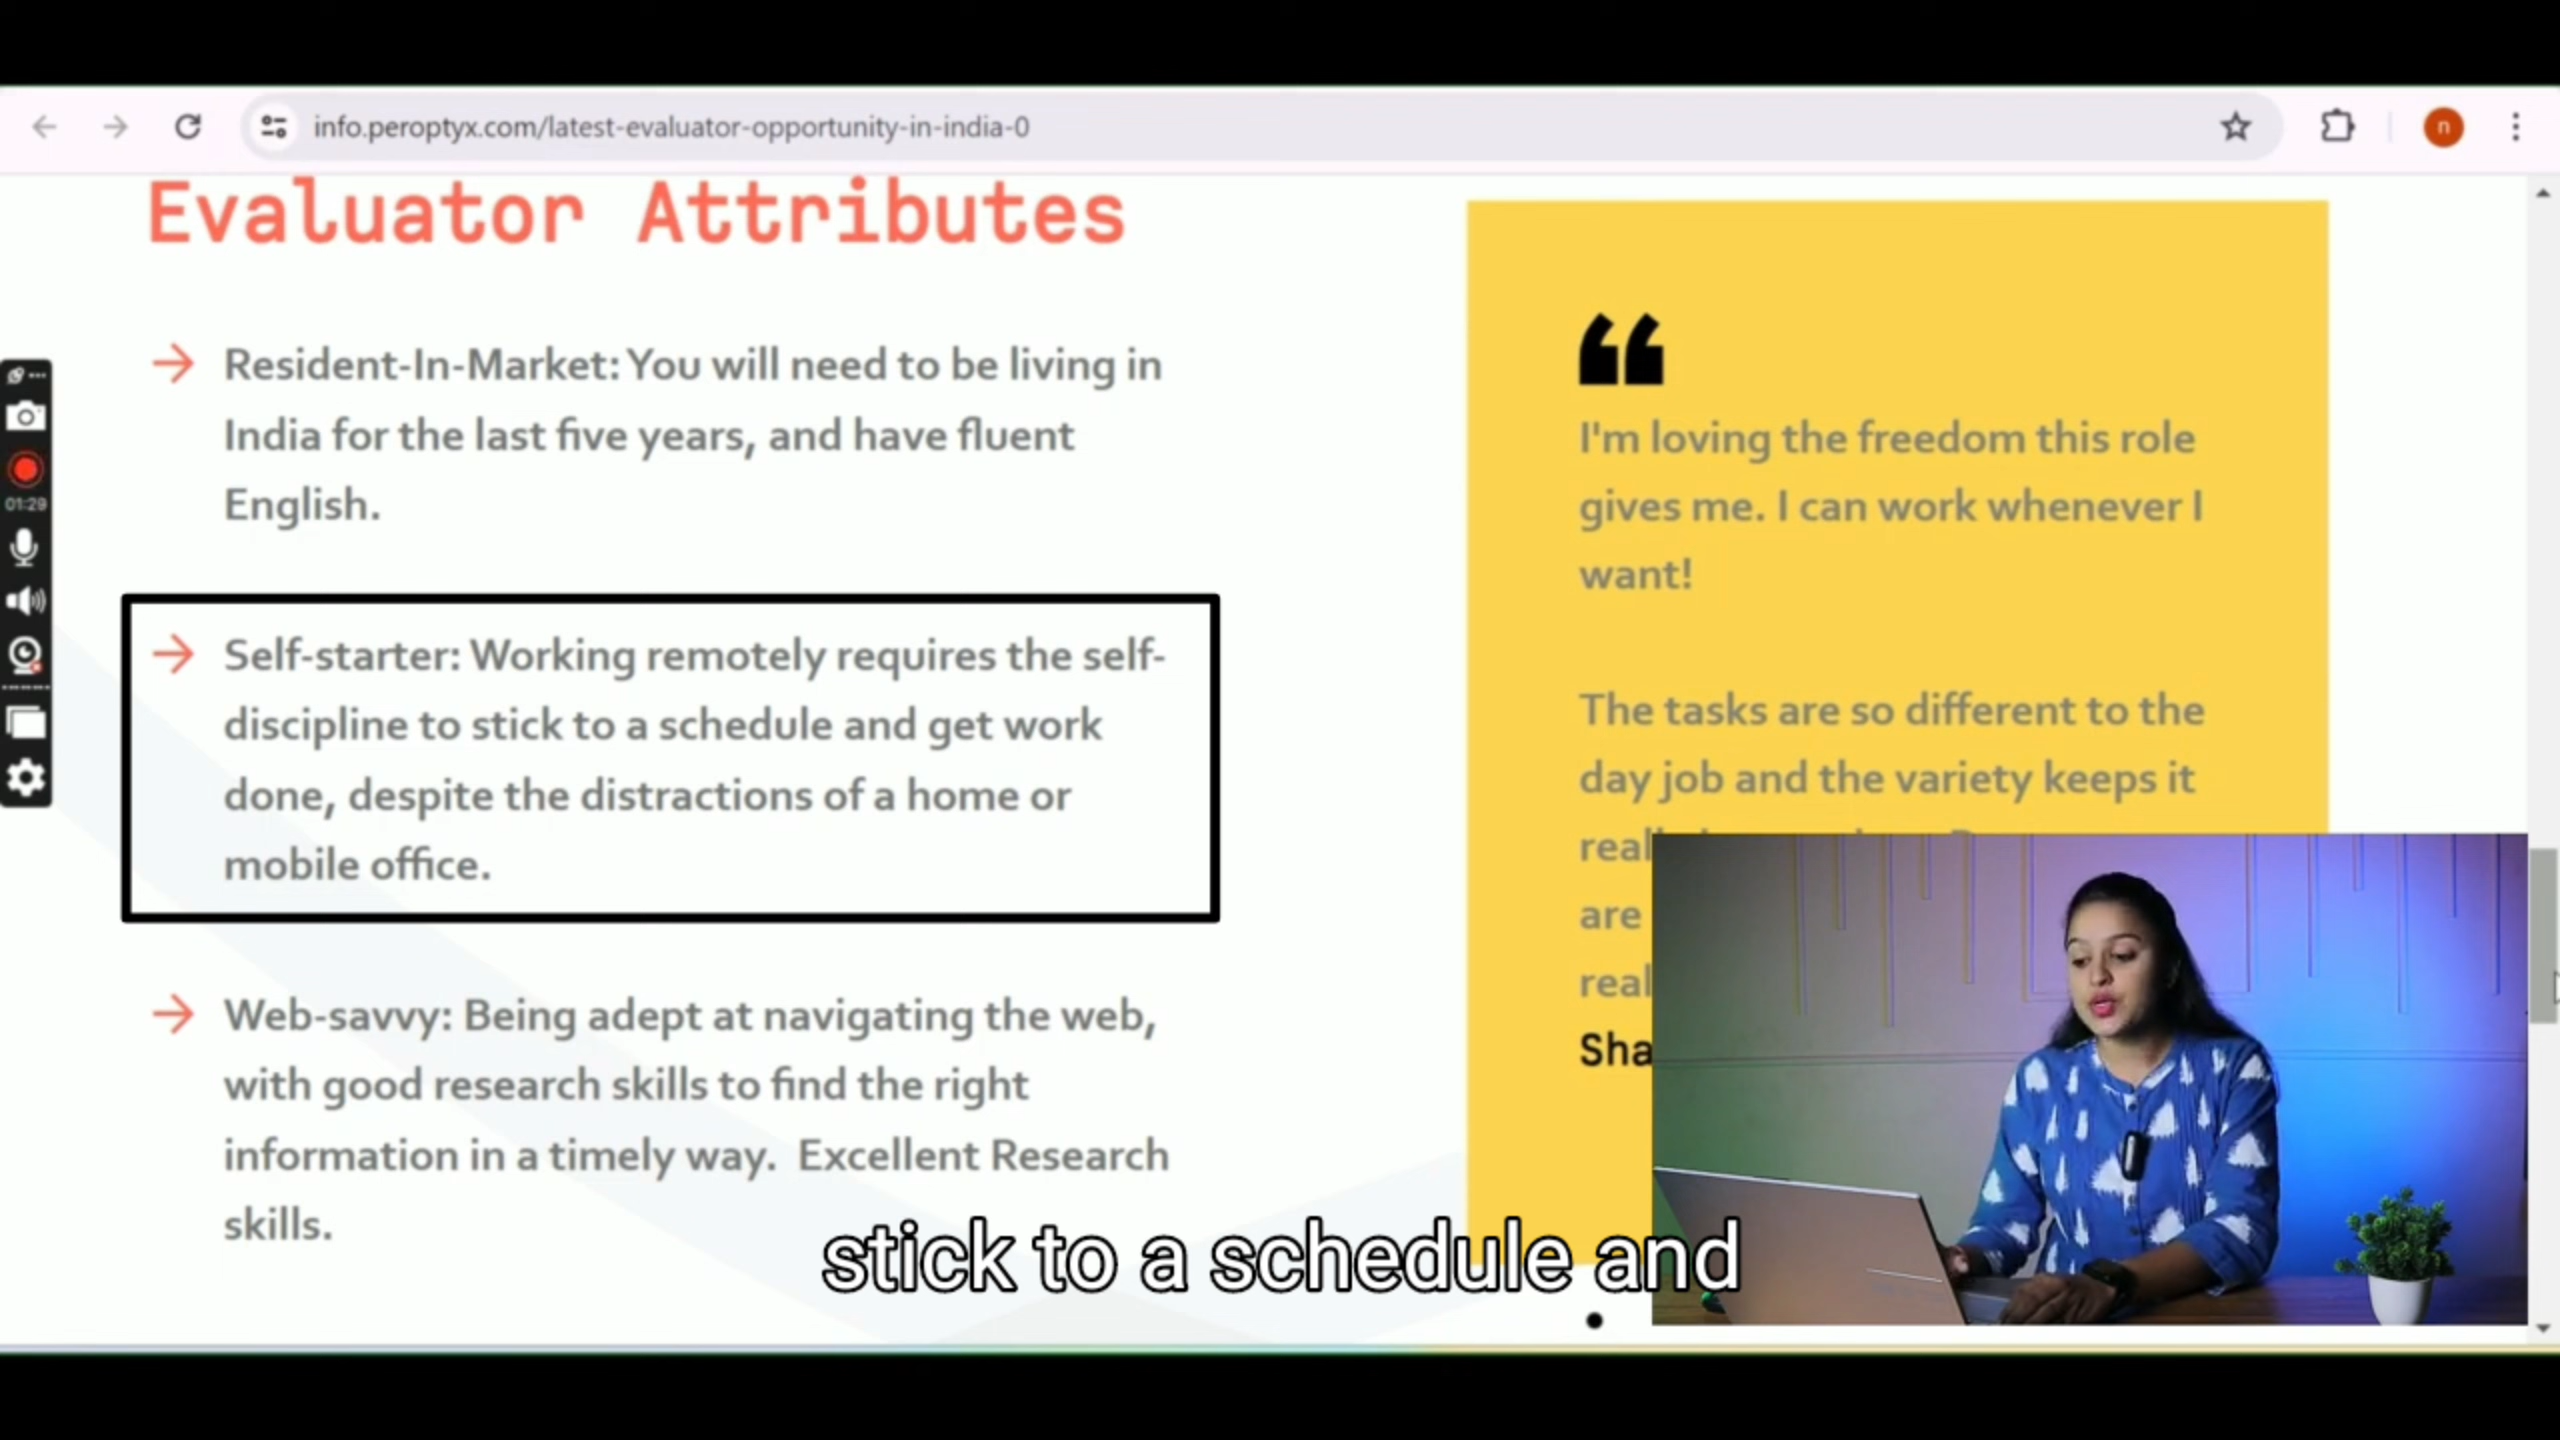 info.peroptyx.com/latest-evaluator-opportunity-in-india-0
n
Evaluator Attributes
Resident-In-Market: You will need to be living in
India for the last five years, and have fluent
English.
Self-starter: Working remotely requires the self-
discipline to stick to a schedule and get work
done, despite the distractions of a home or
mobile office.
Web-savvy: Being adept at navigating the web,
with good research skills to find the right
information in a timely way. Excellent Research
skills.
01:29
“
I'm loving the freedom this role
gives me. I can work whenever I
want!
The tasks are so different to the
day job and the variety keeps it
real
are
real
Sha
stick to a schedule and